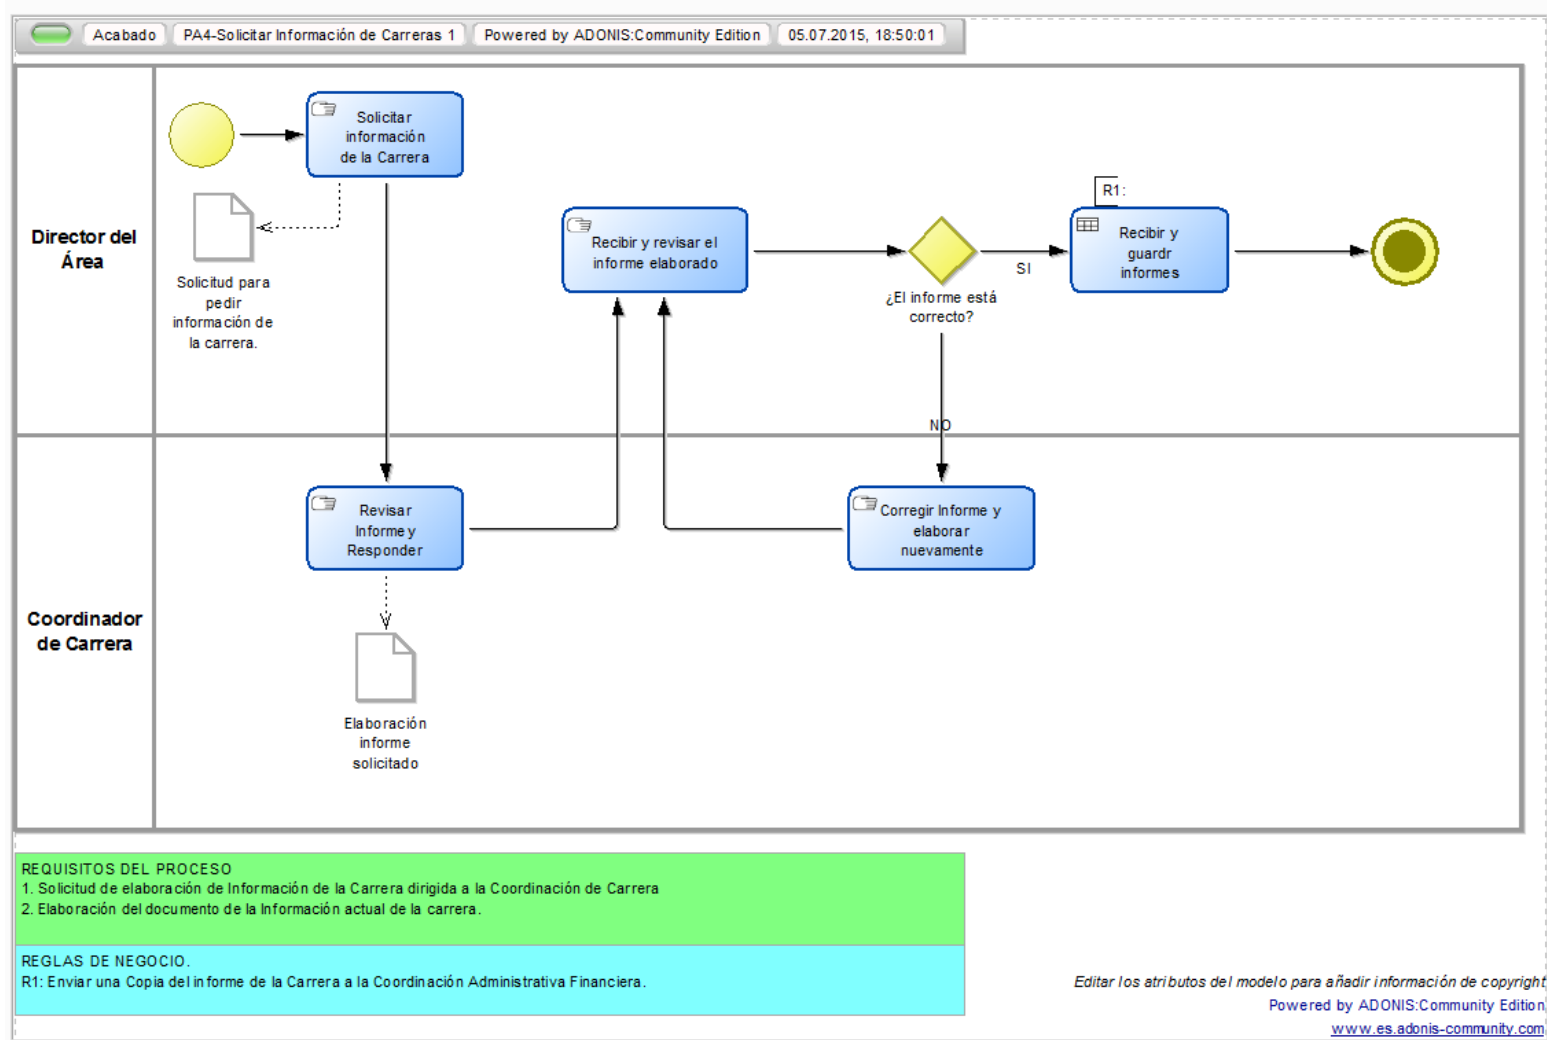 Acabado PA4-Solicitar Información de Carreras 1 Powered by ADONIS:Community Edition 05.07.2015, 18:50:01
Director del
Área
Solicitar
información
de la Carrera
Solicitud para
pedir
información de
la carrera.
Recibir y revisar el
informe elaborado
¿El informe está
correcto?
SI
NO
R1:
Recibir y
guardr
informes
Coordinador
de Carrera
Revisar
Informe y
Responder
Elaboración
informe
solicitado
Corregir Informe y
elaborar
nuevamente
REQUISITOS DEL PROCESO
1. Solicitud de elaboración de Información de la Carrera dirigida a la Coordinación de Carrera
2. Elaboración del documento de la Información actual de la carrera.
REGLAS DE NEGOCIO.
R1: Enviar una Copia del informe de la Carrera a la Coordinación Administrativa Financiera.
Editar los atributos del modelo para añadir información de copyright
Powered by ADONIS:Community Edition
www.es.adonis-community.com